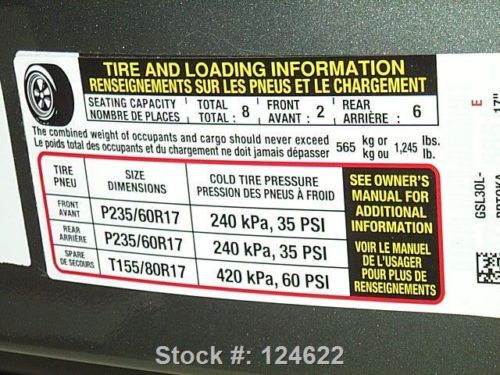 TIRE AND LOADING INFORMATION
RENSEIGNEMENTS SUR LES PNEUS ET LE CHARGEMENT
SEATING CAPACITY TOTAL FRONT REAR
NOMBRE DE PLACES TOTAL : 8 AVANT : 2 ARRIÈRE : 6
The combined weight of occupants and cargo should never exceed 565 kg or 1,245 lbs.
Le poids total des occupants et du chargement ne doit jamais dépasser kg ou lb.
TIRE SIZE COLD TIRE PRESSURE
PNEU DIMENSIONS PRESSION DES PNEUS À FROID
FRONT
AVANT P235/60R17 240 kPa, 35 PSI
REAR
ARRIÈRE P235/60R17 240 kPa, 35 PSI
SPARE
DE SECOURS T155/80R17 420 kPa, 60 PSI
SEE OWNER'S
MANUAL FOR
ADDITIONAL
INFORMATION
VOIR LE MANUEL
DE L'USAGER
POUR PLUS DE
RENSEIGNEMENTS
E 17"
GSL30L-
Stock #: 124622